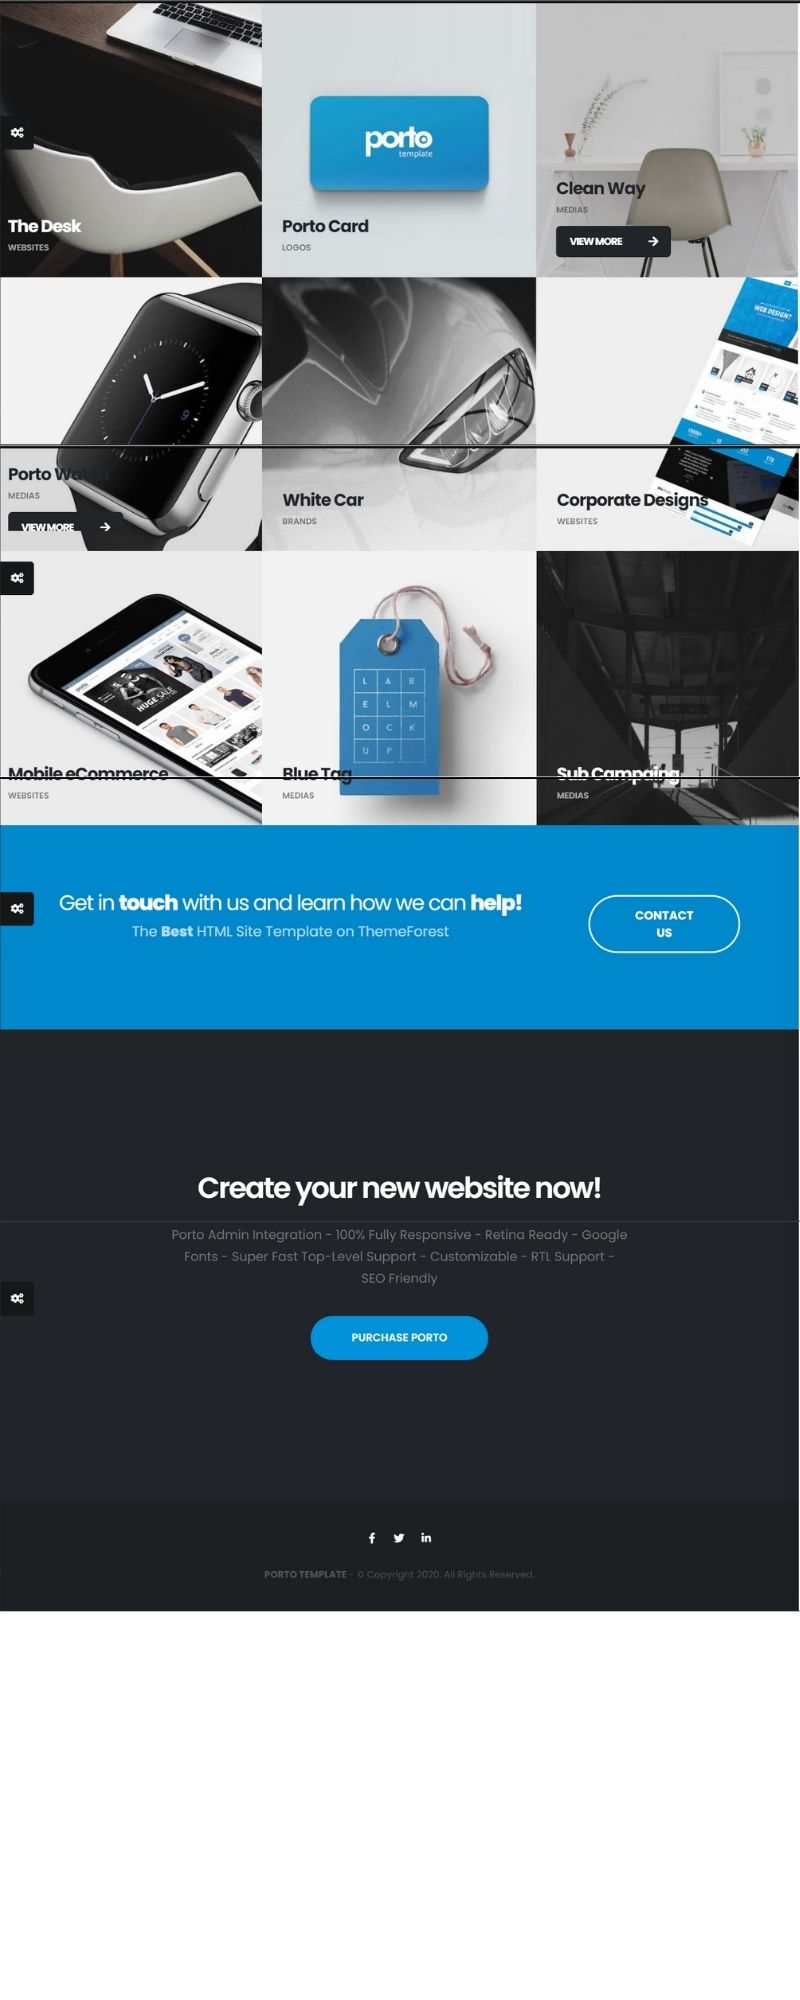 porto
template
The Desk
WEBSITES
Porto Card
LOGOS
Clean Way
MEDIAS
VIEW MORE
WEB DESIGN?
Porto Watch
MEDIAS
VIEW MORE
White Car
BRANDS
Corporate Designs
WEBSITES
HUGE SALE
L A B
E L M
O C K
U P
Mobile eCommerce
WEBSITES
Blue Tag
MEDIAS
Sub Campaing
MEDIAS
Get in touch with us and learn how we can help!
The Best HTML Site Template on ThemeForest
CONTACT
US
Create your new website now!
Porto Admin Integration - 100% Fully Responsive - Retina Ready - Google
Fonts - Super Fast Top-Level Support - Customizable - RTL Support -
SEO Friendly
PURCHASE PORTO
PORTO TEMPLATE - © Copyright 2020. All Rights Reserved.